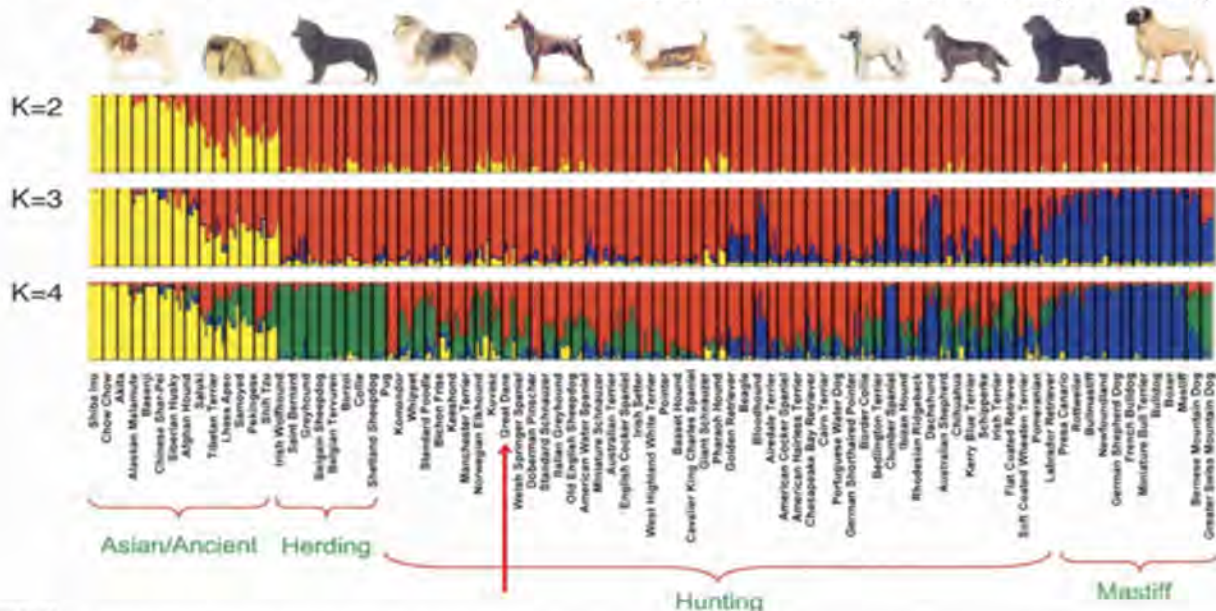 K=2
K=3
K=4
Shiba Inu
Chow Chow
Akita
Alaskan Malamute
Basenji
Chinese Shar-Pei
Siberian Husky
Afghan Hound
Saluki
Tibetan Terrier
Lhasa Apso
Samoyed
Pekingese
Shih Tzu
Irish Wolfhound
Saint Bernard
Greyhound
Belgain Sheepdog
Belgian Tervuren
Borzoi
Collie
Shetland Sheepdog
Pug
Komondor
Whippet
Standard Poodle
Bichon Frise
Keeshond
Manchester Terrier
Norwegian Elkhound
Kuvasz
Great Dane
Welsh Springer Spaniel
Doberman Pinscher
Standard Schnauzer
Italian Greyhound
Old English Sheepdog
American Water Spaniel
Miniature Schnauzer
Australian Terrier
English Cocker Spaniel
Irish Setter
West Highland White Terrier
Pointer
Basset Hound
Cavalier King Charles Spaniel
Giant Schnauzer
Pharaoh Hound
Golden Retriever
Beagle
Bloodhound
Airedale Terrier
American Cocker Spaniel
American Hairless Terrier
Chesapeake Bay Retriever
Cairn Terrier
Portuguese Water Dog
German Shorthaired Pointer
Border Collie
Bedlington Terrier
Ibizan Hound
Rhodesian Ridgeback
Dachshund
Australian Shepherd
Chihuahua
Kerry Blue Terrier
Schipperke
Irish Terrier
Flat Coated Retriever
Soft Coated Wheaten Terrier
Pomeranian
Labrador Retriever
Presa Canario
Rottweiler
Bullmastiff
Newfoundland
German Shepherd Dog
French Bulldog
Miniature Bull Terrier
Bulldog
Boxer
Mastiff
Bernese Mountain Dog
Greater Swiss Mountain Dog
Asian/Ancient
Herding
Hunting
Mastiff